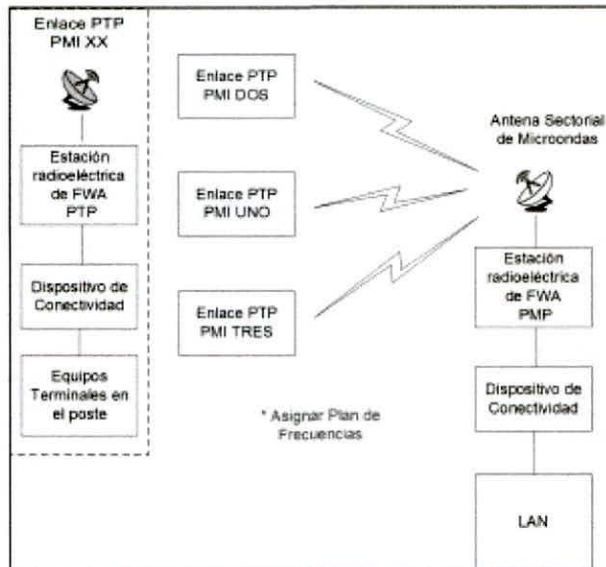 Enlace PTP
PMI XX
Estación
radioeléctrica
de FWA
PTP
Dispositivo de
Conectividad
Equipos
Terminales en
el poste
Enlace PTP
PMI DOS
Enlace PTP
PMI UNO
Enlace PTP
PMI TRES
* Asignar Plan de
Frecuencias
Antena Sectorial
de Microondas
Estación
radioeléctrica
de FWA
PMP
Dispositivo de
Conectividad
LAN